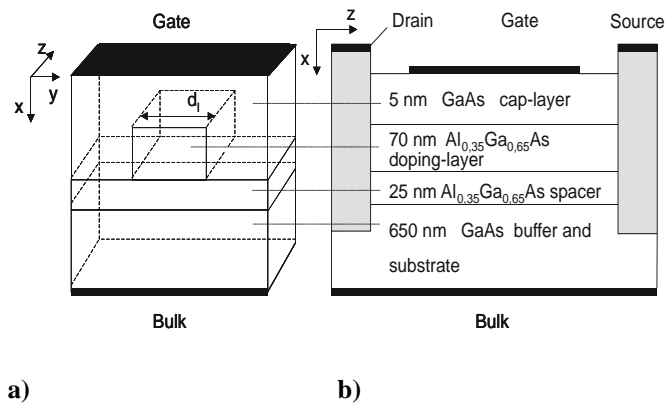 Gate
z
y
x
d_l
Bulk
a)
z
x
Drain
Gate
Source
5 nm GaAs cap-layer
70 nm Al0,35Ga0,65As
doping-layer
25 nm Al0,35Ga0,65As spacer
650 nm GaAs buffer and
substrate
Bulk
b)